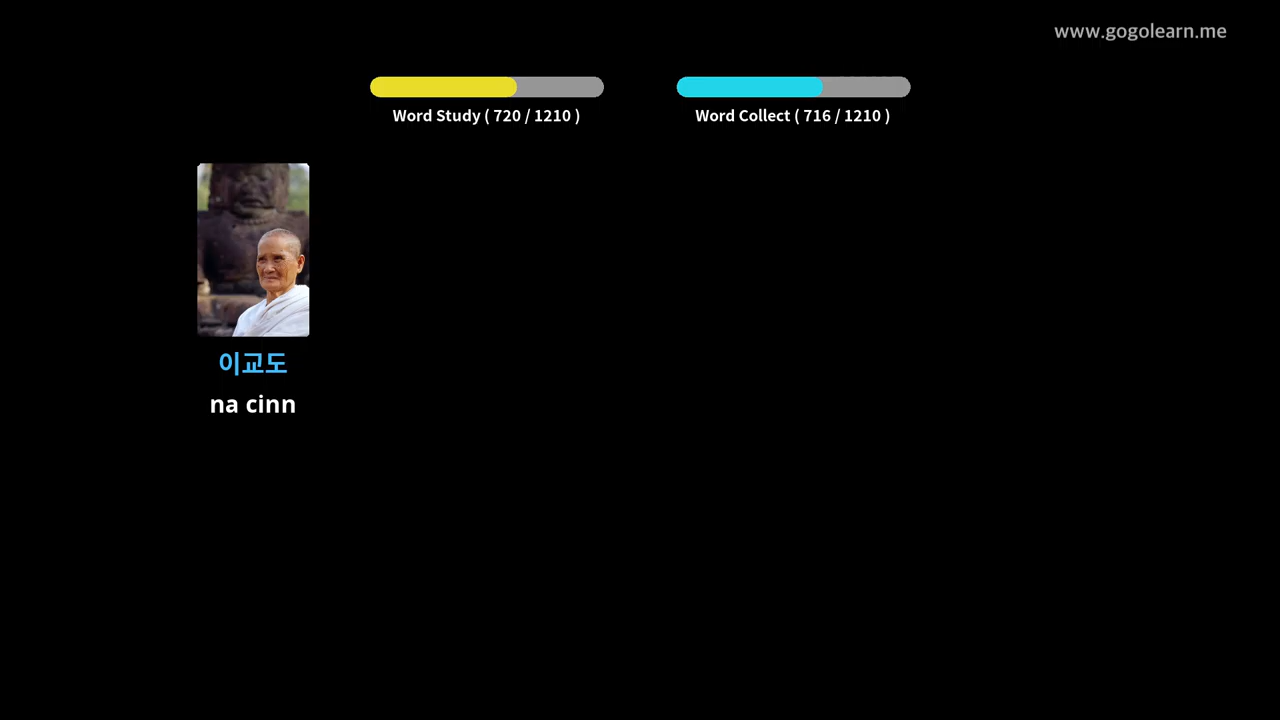 www.gogolearn.me
Word Study ( 720 / 1210 )
Word Collect ( 716 / 1210 )
이교도
na cinn